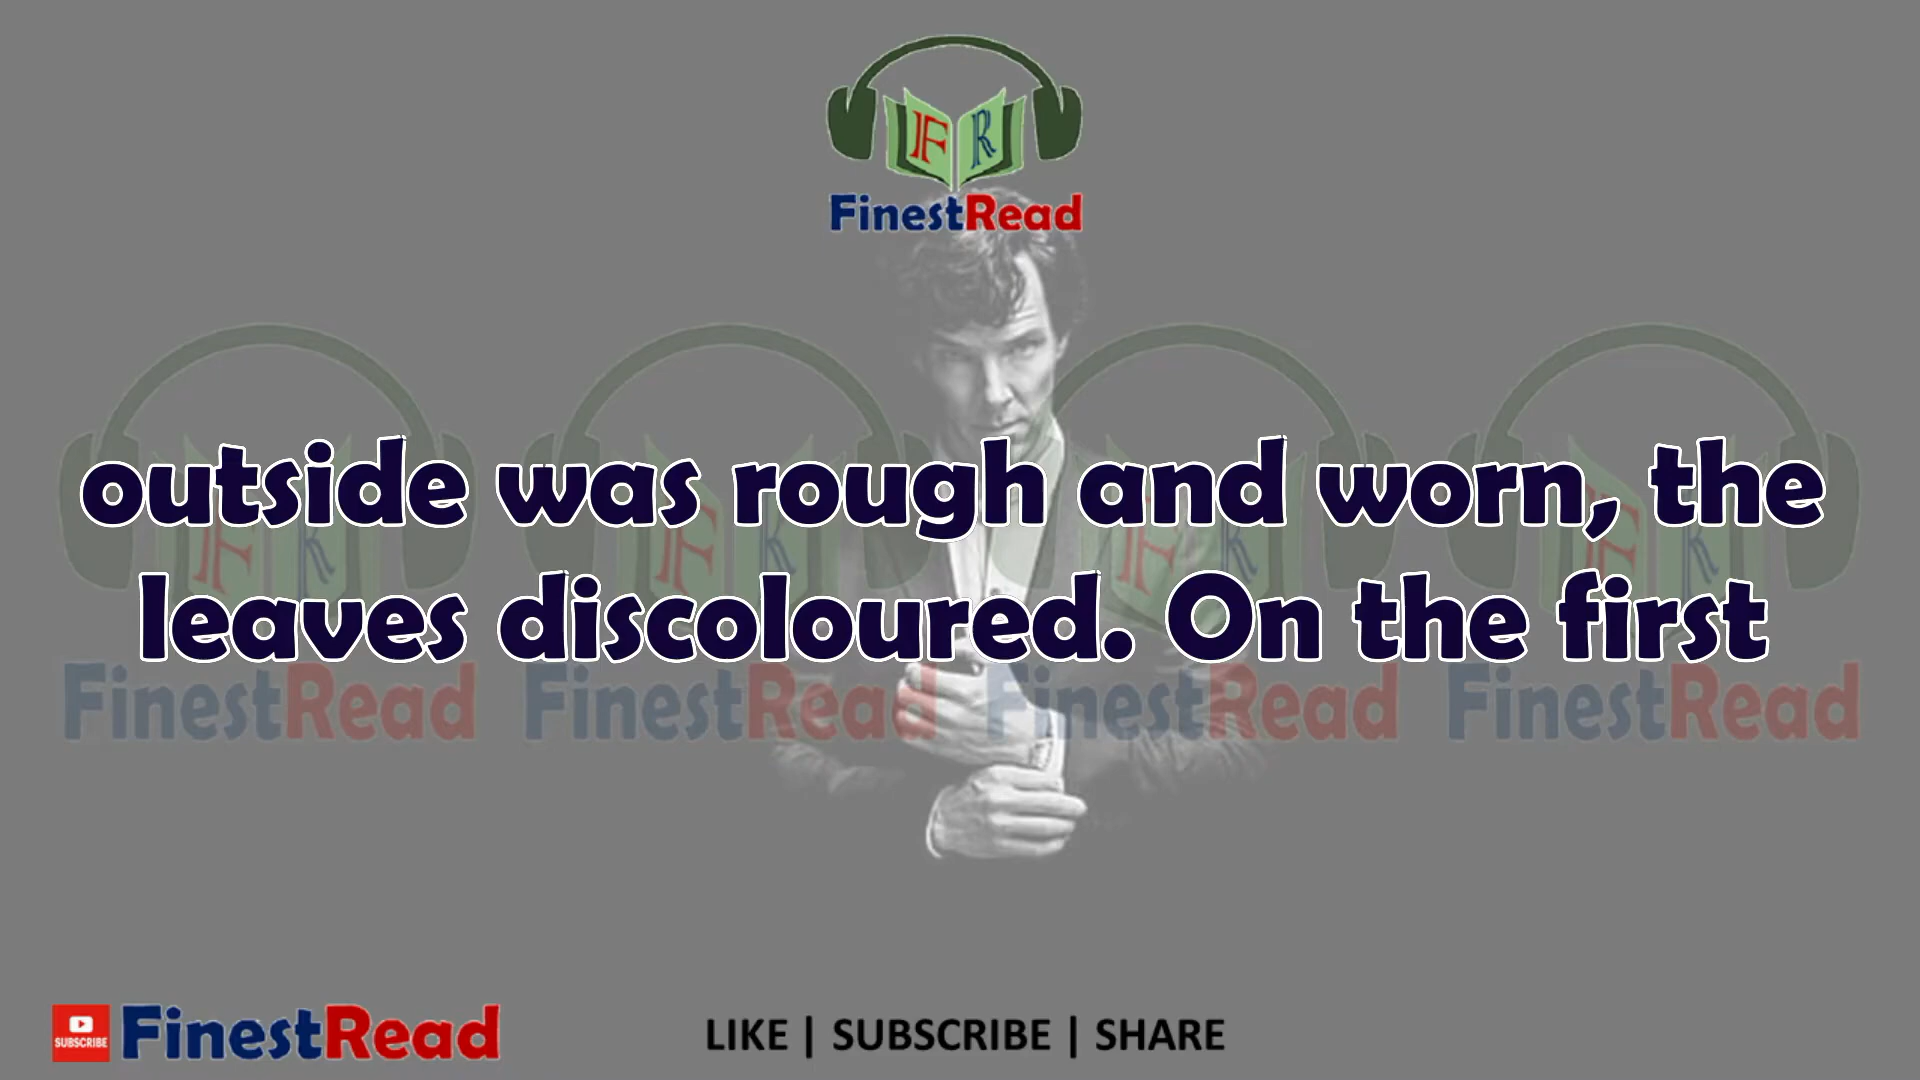 F R
FinestRead
outside was rough and worn, the
leaves discoloured. On the first
F R F R F R F R
FinestRead FinestRead FinestRead FinestRead
SUBSCRIBE
FinestRead
LIKE | SUBSCRIBE | SHARE